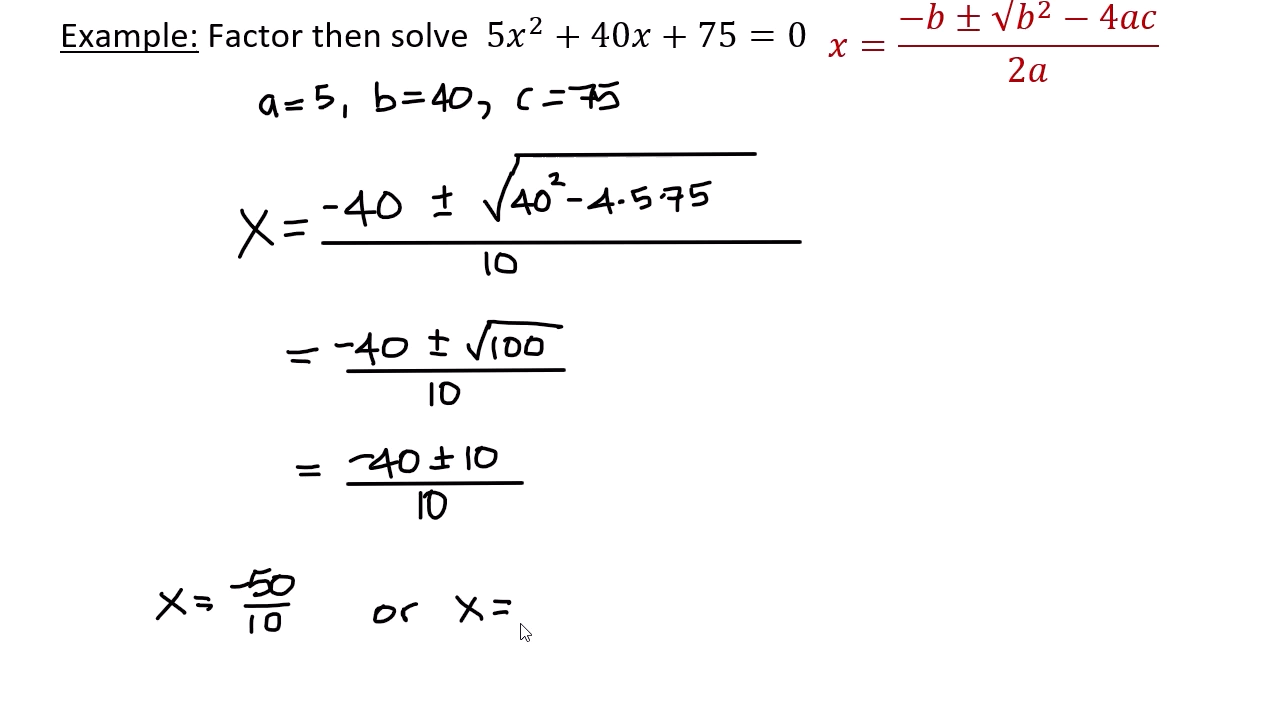 Example: Factor then solve 5x² + 40x + 75 = 0 x = (−b ± √b² − 4ac) / 2a
a = 5, b = 40, c = 75
x = (-40 ± √(40² - 4·5·75)) / 10
= (-40 ± √100) / 10
= (-40 ± 10) / 10
x = -50/10 or x =